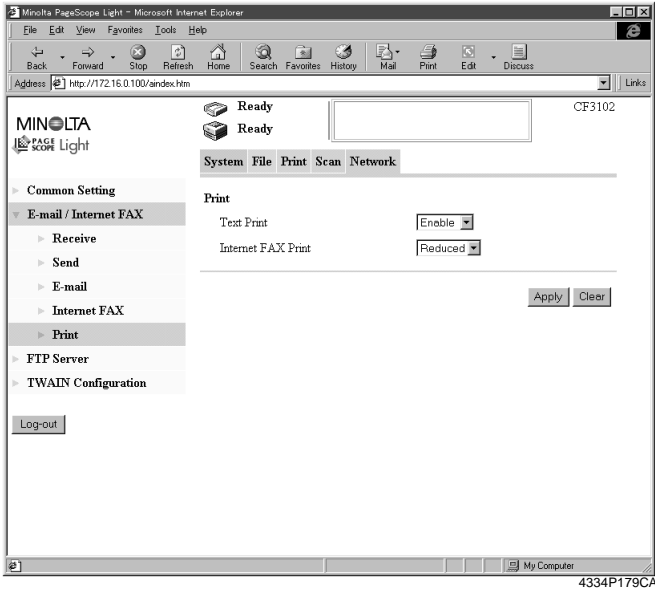 Minolta PageScope Light - Microsoft Internet Explorer
File Edit View Favorites Tools Help
Back Forward Stop Refresh Home Search Favorites History Mail Print Edit Discuss
Address http://172.16.0.100/aindex.htm Links
MINOLTA
PAGE SCOPE Light
Ready
Ready
CF3102
System File Print Scan Network
Common Setting
E-mail / Internet FAX
Receive
Send
E-mail
Internet FAX
Print
FTP Server
TWAIN Configuration
Log-out
Print
Text Print Enable
Internet FAX Print Reduced
Apply Clear
My Computer
4334P179CA